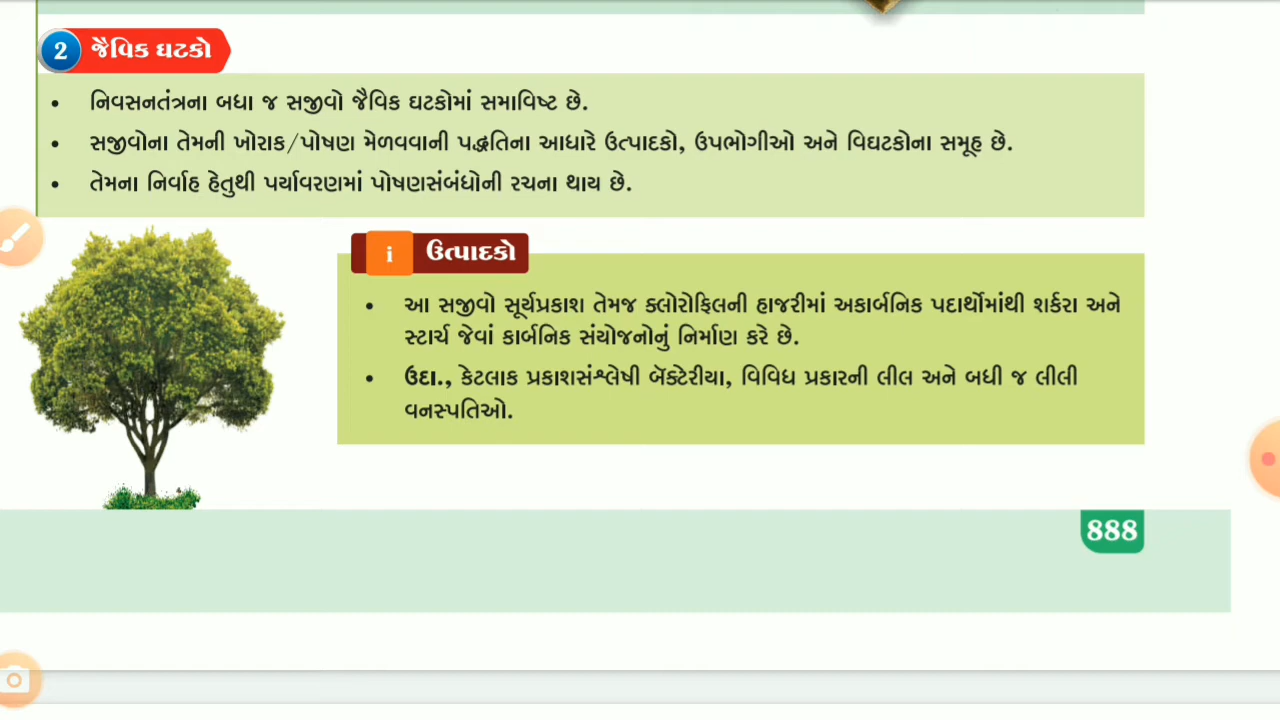 2 જૈવિક ઘટકો
• નિવસનતંત્રના બધા જ સજીવો જૈવિક ઘટકોમાં સમાવિષ્ટ છે.
• સજીવોના તેમની ખોરાક/પોષણ મેળવવાની પદ્ધતિના આધારે ઉત્પાદકો, ઉપભોગીઓ અને વિઘટકોના સમૂહ છે.
• તેમના નિર્વાહ હેતુથી પર્યાવરણમાં પોષણસંબંધોની રચના થાય છે.
i ઉત્પાદકો
• આ સજીવો સૂર્યપ્રકાશ તેમજ ક્લોરોફિલની હાજરીમાં અકાર્બનિક પદાર્થોમાંથી શર્કરા અને
સ્ટાર્ચ જેવાં કાર્બનિક સંયોજનોનું નિર્માણ કરે છે.
• ઉદા., કેટલાક પ્રકાશસંશ્લેષી બૅક્ટેરીયા, વિવિધ પ્રકારની લીલ અને બધી જ લીલી
વનસ્પતિઓ.
888